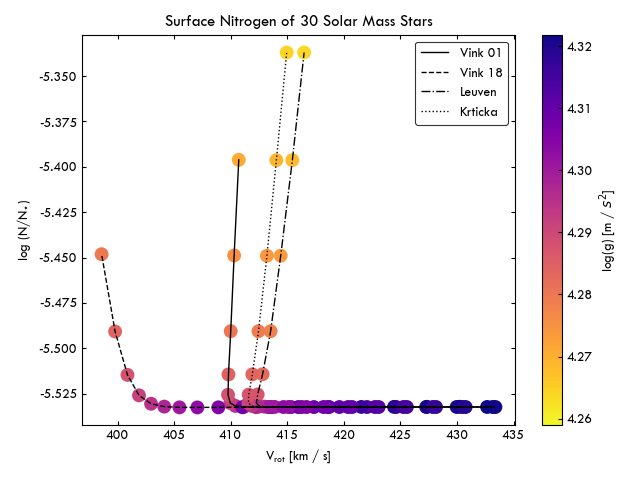 Surface Nitrogen of 30 Solar Mass Stars
Vink 01
Vink 18
Leuven
Krticka
-5.350
-5.375
-5.400
-5.425
-5.450
-5.475
-5.500
-5.525
log (N/N⋆)
400
405
410
415
420
425
430
435
Vrot [km / s]
4.32
4.31
4.30
4.29
4.28
4.27
4.26
log(g) [m / s²]